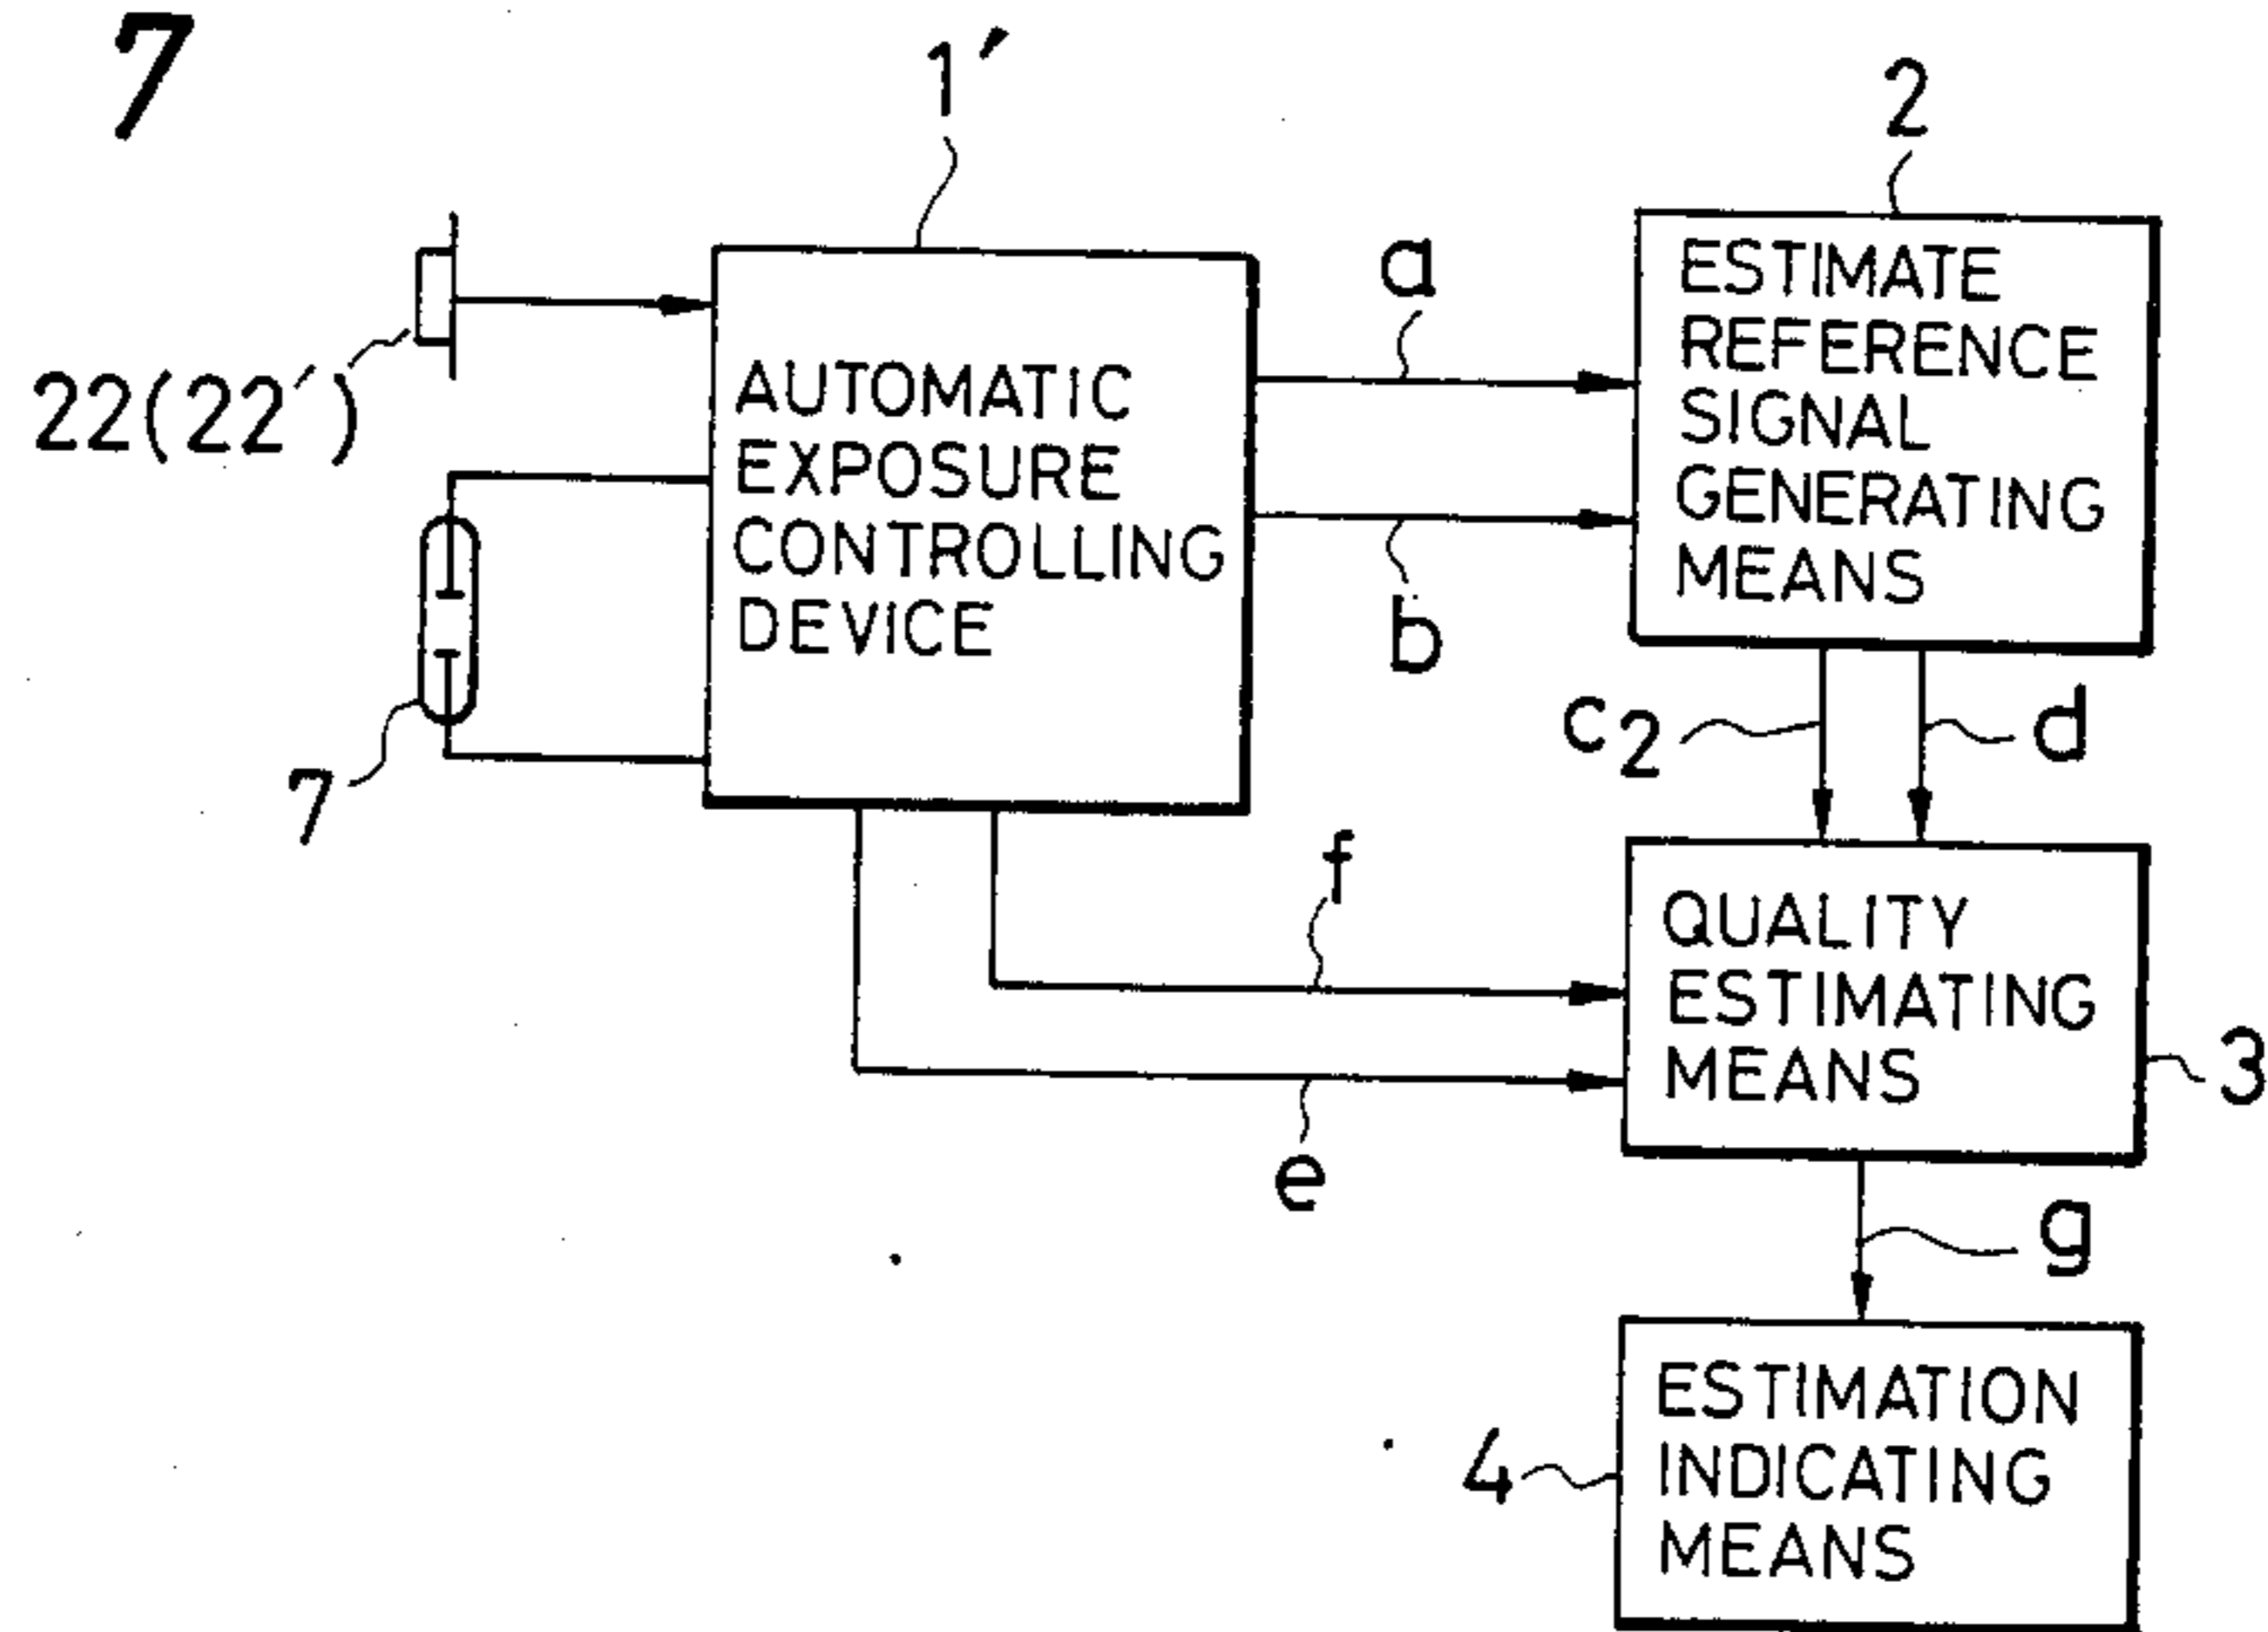 7
1′
2
22(22′)
AUTOMATIC
EXPOSURE
CONTROLLING
DEVICE
a
b
ESTIMATE
REFERENCE
SIGNAL
GENERATING
MEANS
7
c2
d
f
e
QUALITY
ESTIMATING
MEANS
3
g
4
ESTIMATION
INDICATING
MEANS